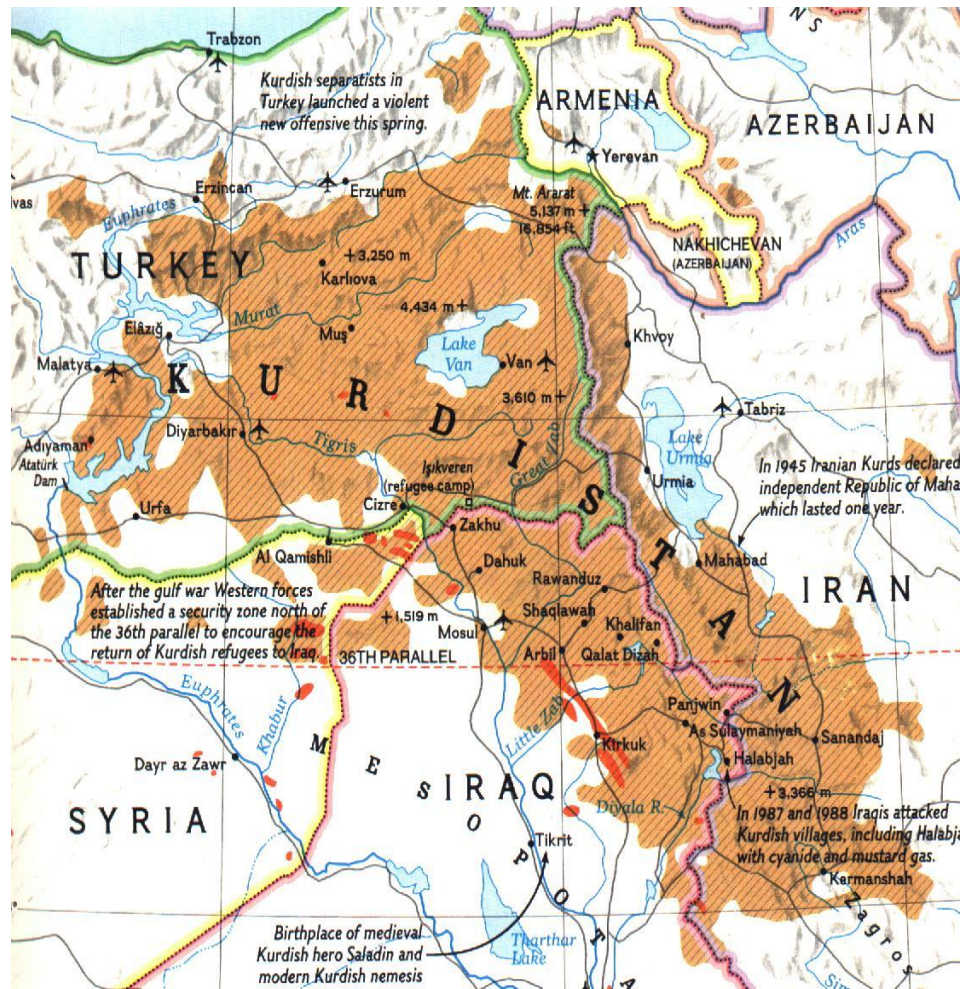 Trabzon
NS
Kurdish separatists in
Turkey launched a violent
new offensive this spring.
ARMENIA
AZERBAIJAN
Yerevan
Erzincan
Erzurum
vas
Euphrates
Mt. Ararat
5,137 m
16,854 ft.
Aras
NAKHICHEVAN
(AZERBAIJAN)
TURKEY
3,250 m
Karlıova
4,434 m
Murat
Elâzığ
Muş
Lake
Van
Khvoy
Malatya
Van
KURDISTAN
3,610 m
Tabriz
Adıyaman
Diyarbakır
Tigris
Lake
Urmia
Atatürk
Dam
Işıkveren
(refugee camp)
Great Zab
Urmia
In 1945 Iranian Kurds declared
independent Republic of Maha
which lasted one year.
Urfa
Cizre
Zakhu
Al Qamishli
Dahuk
Mahabad
IRAN
After the gulf war Western forces
established a security zone north of
the 36th parallel to encourage the
return of Kurdish refugees to Iraq.
Rawanduz
1,519 m
Shaqlawah
Mosul
Khalifan
Arbil
Qalat Dizah
36TH PARALLEL
Euphrates
Khabur
Little Zab
Panjwin
As Sulaymaniyah
Kirkuk
Sanandaj
Dayr az Zawr
Halabjah
MESOPOTA
IRAQ
3,366 m
SYRIA
Diyala R.
In 1987 and 1988 Iraqis attacked
Kurdish villages, including Halabja
with cyanide and mustard gas.
Tikrit
Kermanshah
Zagros
Birthplace of medieval
Kurdish hero Saladin and
modern Kurdish nemesis
Tharthar
Lake